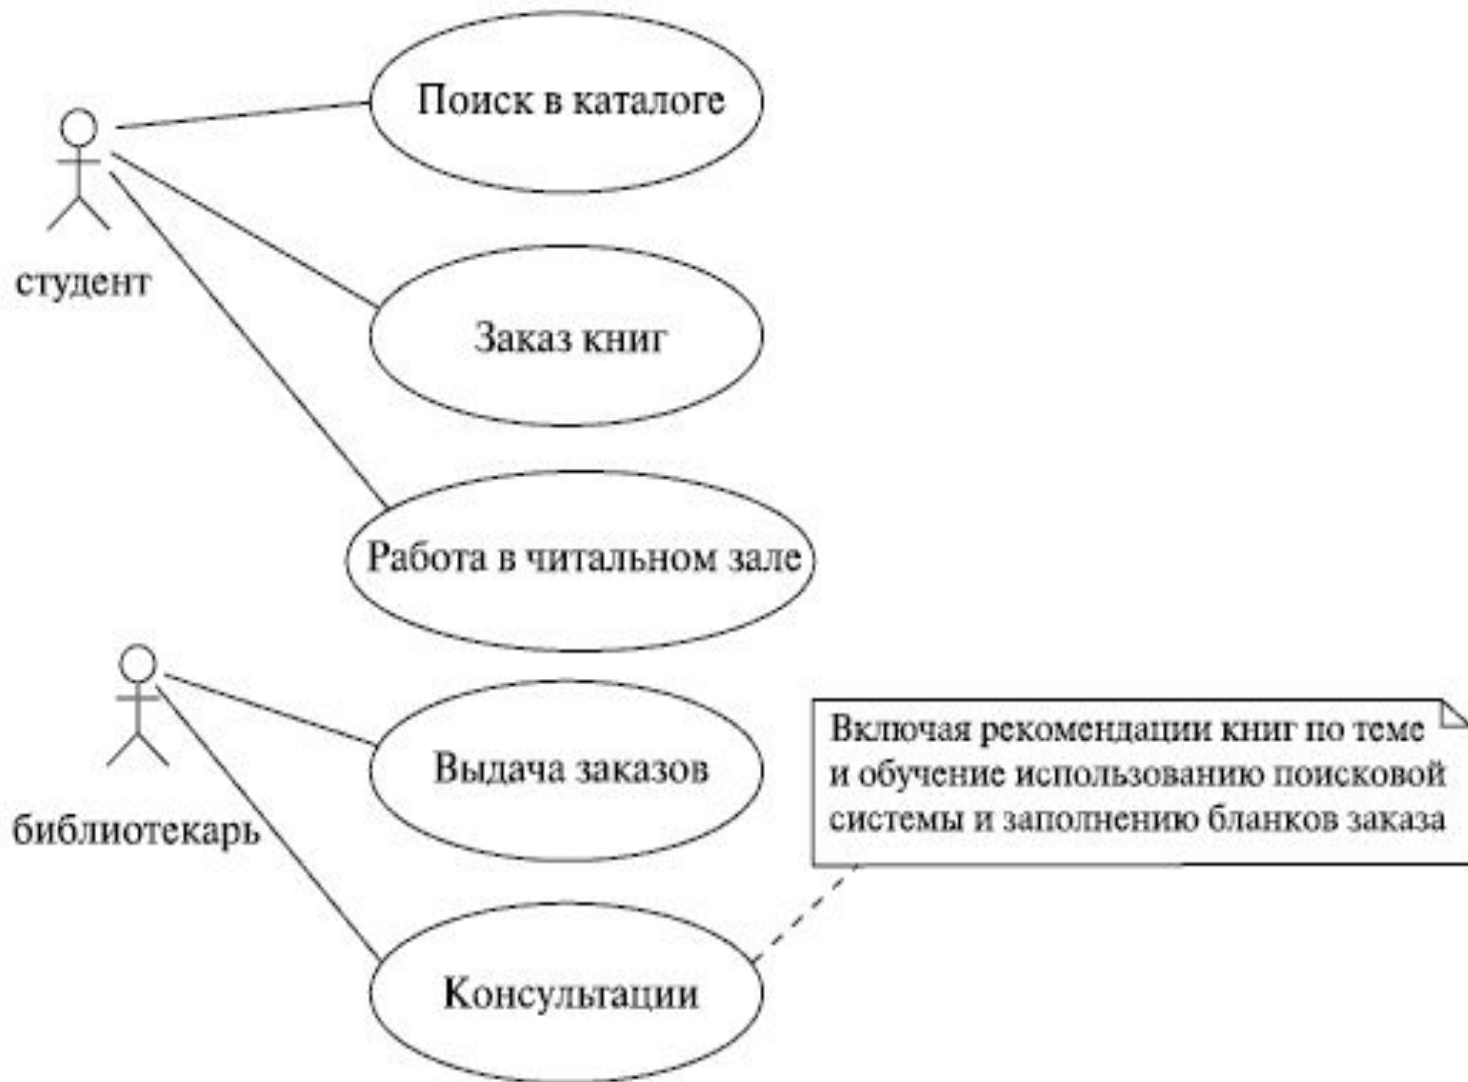 Поиск в каталоге
студент
Заказ книг
Работа в читальном зале
библиотекарь
Выдача заказов
Включая рекомендации книг по теме
и обучение использованию поисковой
системы и заполнению бланков заказа
Консультации